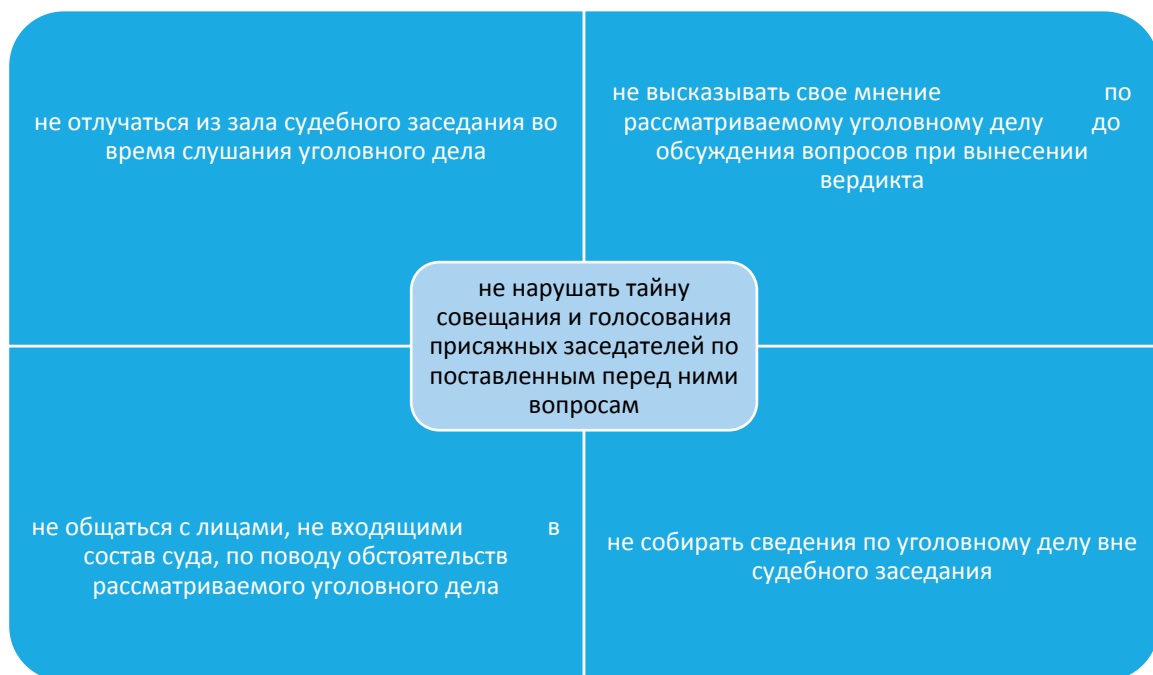 не отлучаться из зала судебного заседания во
время слушания уголовного дела
не высказывать свое мнение по
рассматриваемому уголовному делу до
обсуждения вопросов при вынесении
вердикта
не нарушать тайну
совещания и голосования
присяжных заседателей по
поставленным перед ними
вопросам
не общаться с лицами, не входящими в
состав суда, по поводу обстоятельств
рассматриваемого уголовного дела
не собирать сведения по уголовному делу вне
судебного заседания